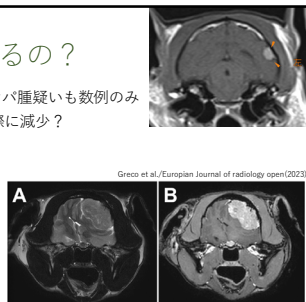 るの？
パ腫疑いも数例のみ
に減少？
Greco et al./Europian Journal of radiology open(2023)
A
B